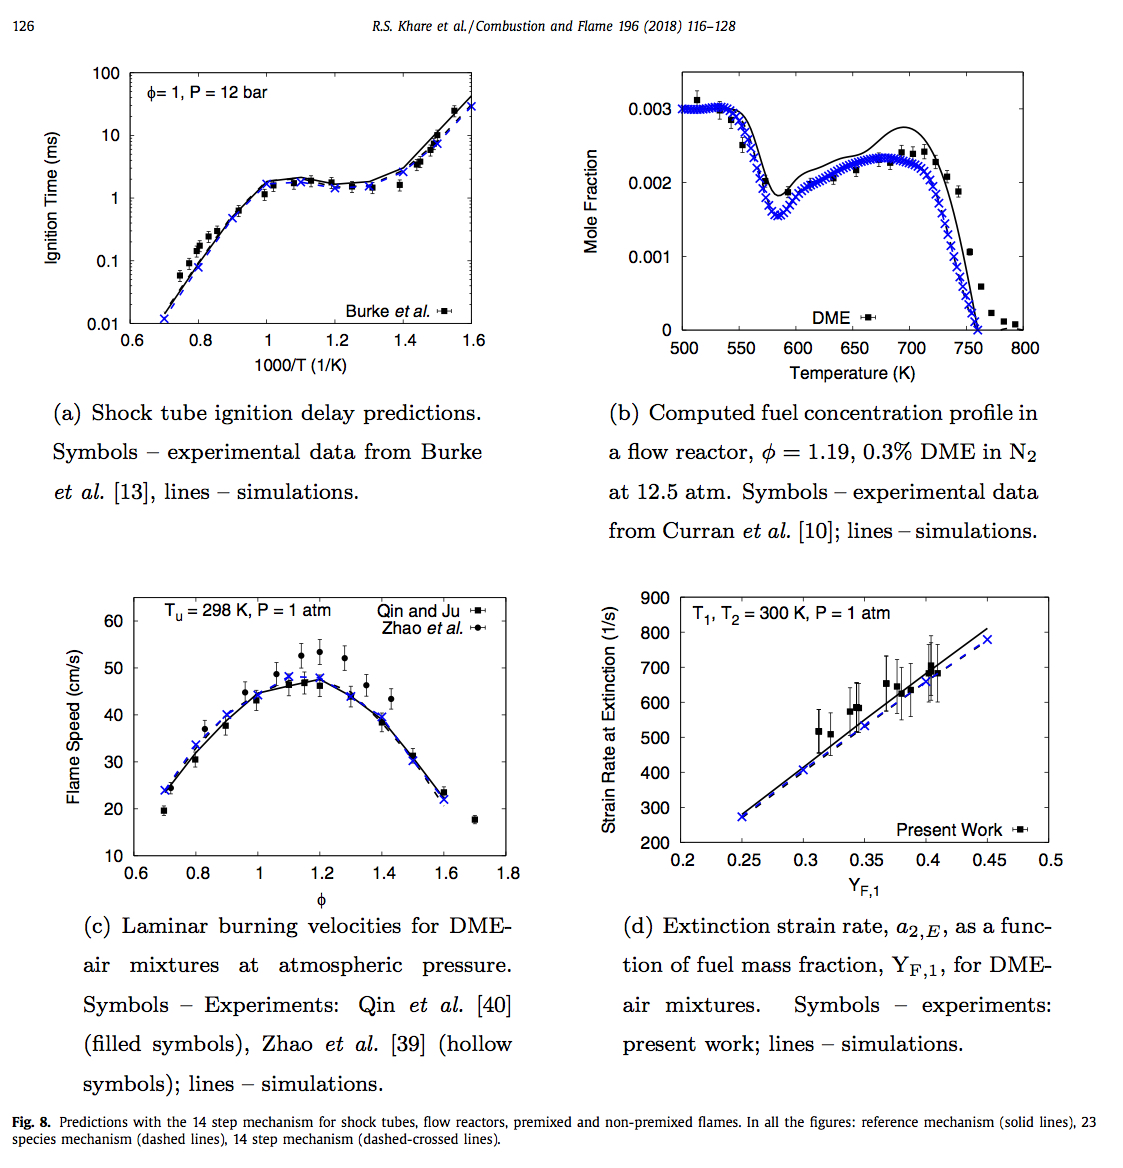 126
R.S. Khare et al. / Combustion and Flame 196 (2018) 116–128
100
10
1
0.1
0.01
Ignition Time (ms)
ϕ= 1, P = 12 bar
Burke et al.
0.6 0.8 1 1.2 1.4 1.6
1000/T (1/K)
(a) Shock tube ignition delay predictions.
Symbols – experimental data from Burke
et al. [13], lines – simulations.
0.003
0.002
0.001
0
Mole Fraction
DME
500 550 600 650 700 750 800
Temperature (K)
(b) Computed fuel concentration profile in
a flow reactor, ϕ = 1.19, 0.3% DME in N₂
at 12.5 atm. Symbols – experimental data
from Curran et al. [10]; lines – simulations.
60
50
40
30
20
10
Flame Speed (cm/s)
Tᵤ = 298 K, P = 1 atm
Qin and Ju
Zhao et al.
0.6 0.8 1 1.2 1.4 1.6 1.8
ϕ
(c) Laminar burning velocities for DME-
air mixtures at atmospheric pressure.
Symbols – Experiments: Qin et al. [40]
(filled symbols), Zhao et al. [39] (hollow
symbols); lines – simulations.
900
800
700
600
500
400
300
200
Strain Rate at Extinction (1/s)
T₁, T₂ = 300 K, P = 1 atm
Present Work
0.2 0.25 0.3 0.35 0.4 0.45 0.5
Y_F,1
(d) Extinction strain rate, a_2,E, as a func-
tion of fuel mass fraction, Y_F,1, for DME-
air mixtures. Symbols – experiments:
present work; lines – simulations.
Fig. 8. Predictions with the 14 step mechanism for shock tubes, flow reactors, premixed and non-premixed flames. In all the figures: reference mechanism (solid lines), 23
species mechanism (dashed lines), 14 step mechanism (dashed-crossed lines).